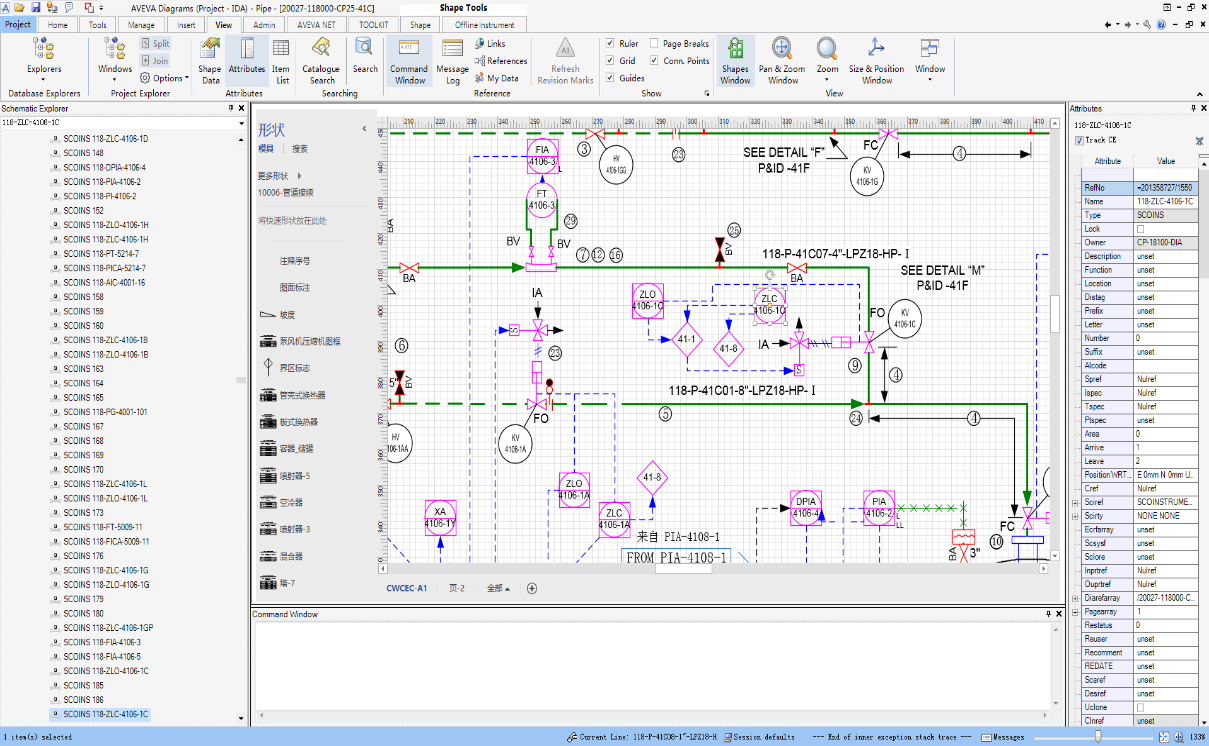 AVEVA Diagrams (Project - IDA) - Pipe - [20027-118000-CP25-41C]
Shape Tools
Project Home Tools Manage Insert View Admin AVEVA NET TOOLKIT Shape Offline Instrument
Explorers
Database Explorers
Windows
Split
Join
Options
Project Explorer
Shape Data
Attributes
Item List
Attributes
Catalogue Search
Search
Searching
Command Window
Message Log
Links
References
My Data
Reference
Refresh Revision Marks
Ruler
Page Breaks
Grid
Conn. Points
Guides
Show
Shapes Window
Pan & Zoom Window
Zoom
Size & Position Window
Window
View
Schematic Explorer
118-ZLC-4106-1C
SCOINS 118-ZLC-4106-1D
SCOINS 148
SCOINS 118-DPIA-4106-4
SCOINS 118-PIA-4106-2
SCOINS 118-PI-4106-2
SCOINS 152
SCOINS 118-ZLO-4106-1H
SCOINS 118-ZLC-4106-1H
SCOINS 118-PT-5214-7
SCOINS 118-PICA-5214-7
SCOINS 118-AIC-4001-16
SCOINS 158
SCOINS 159
SCOINS 160
SCOINS 118-ZLC-4106-1B
SCOINS 118-ZLO-4106-1B
SCOINS 163
SCOINS 164
SCOINS 165
SCOINS 118-PG-4001-101
SCOINS 167
SCOINS 168
SCOINS 169
SCOINS 170
SCOINS 118-ZLC-4106-1L
SCOINS 118-ZLO-4106-1L
SCOINS 173
SCOINS 118-FT-5009-11
SCOINS 118-FICA-5009-11
SCOINS 176
SCOINS 118-ZLC-4106-1G
SCOINS 118-ZLO-4106-1G
SCOINS 179
SCOINS 180
SCOINS 118-ZLC-4106-1GP
SCOINS 118-FIA-4106-3
SCOINS 118-FIA-4106-5
SCOINS 118-ZLO-4106-1C
SCOINS 185
SCOINS 186
SCOINS 118-ZLC-4106-1C
形状
模具 搜索
更多形状
10006-管道接续
将快速形状放在此处
注释序号
图面标注
坡度
泵风机压缩机图框
界区标志
管壳式换热器
板式换热器
容器_储罐
喷射器-5
空冷器
喷射器-3
混合器
塔-7
210 220 230 240 250 260 270 280 290 300 310 320 330 340 350 360 370 380 390 400 410
FIA
4106-3
L
3
HV
4106-1GG
23
SEE DETAIL "F"
P&ID -41F
FC
KV
4106-1G
4
FT
4106-3
29
BA
BV
BV
7 12 16
25
BV
118-P-41C07-4"-LPZ18-HP- I
BA
BA
SEE DETAIL "M"
P&ID -41F
IA
ZLO
4106-1C
ZLC
4106-1C
FO
KV
4106-1C
S
41-1
41-8
IA
S
6
23
9
4
5"
BV
118-P-41C01-8"-LPZ18-HP- I
5
24
4
FO
HV
106-1AA
KV
4106-1A
ZLO
4106-1A
41-8
ZLC
4106-1A
XA
4106-1Y
DPIA
4106-4
PIA
4106-2
L
LL
FC
10
BA
3"
来自 PIA-4108-1
FROM PIA-4108-1
CWCEC-A1 页-2 全部
Command Window
Attributes
118-ZLC-4106-1C
Track CE
Attribute Value
RefNo =201358727/1550
Name 118-ZLC-4106-1C
Type SCOINS
Lock
Owner CP-18100-DIA
Description unset
Function unset
Location unset
Distag unset
Prefix unset
Letter unset
Number 0
Suffix unset
Alcode
Spref Nulref
Ispec Nulref
Tspec Nulref
Ptspec unset
Area 0
Arrive 1
Leave 2
Position WRT... E 0mm N 0mm U...
Cref Nulref
Sciref SCOINSTRUME...
Scirty NONE NONE
Ecrfarray unset
Scsysf unset
Sclore unset
Inprtref Nulref
Ouprtref Nulref
Diarefarray /20027-118000-C...
Pagearray 1
Restatus 0
Reuser unset
Recomment unset
REDATE unset
Scaref unset
Desref unset
Uclone
Clnref unset
1 item(s) selected
Current Line: 118-P-41C08-1"-LPZ18-H
Session defaults
--- End of inner exception stack trace ---
Messages
133%